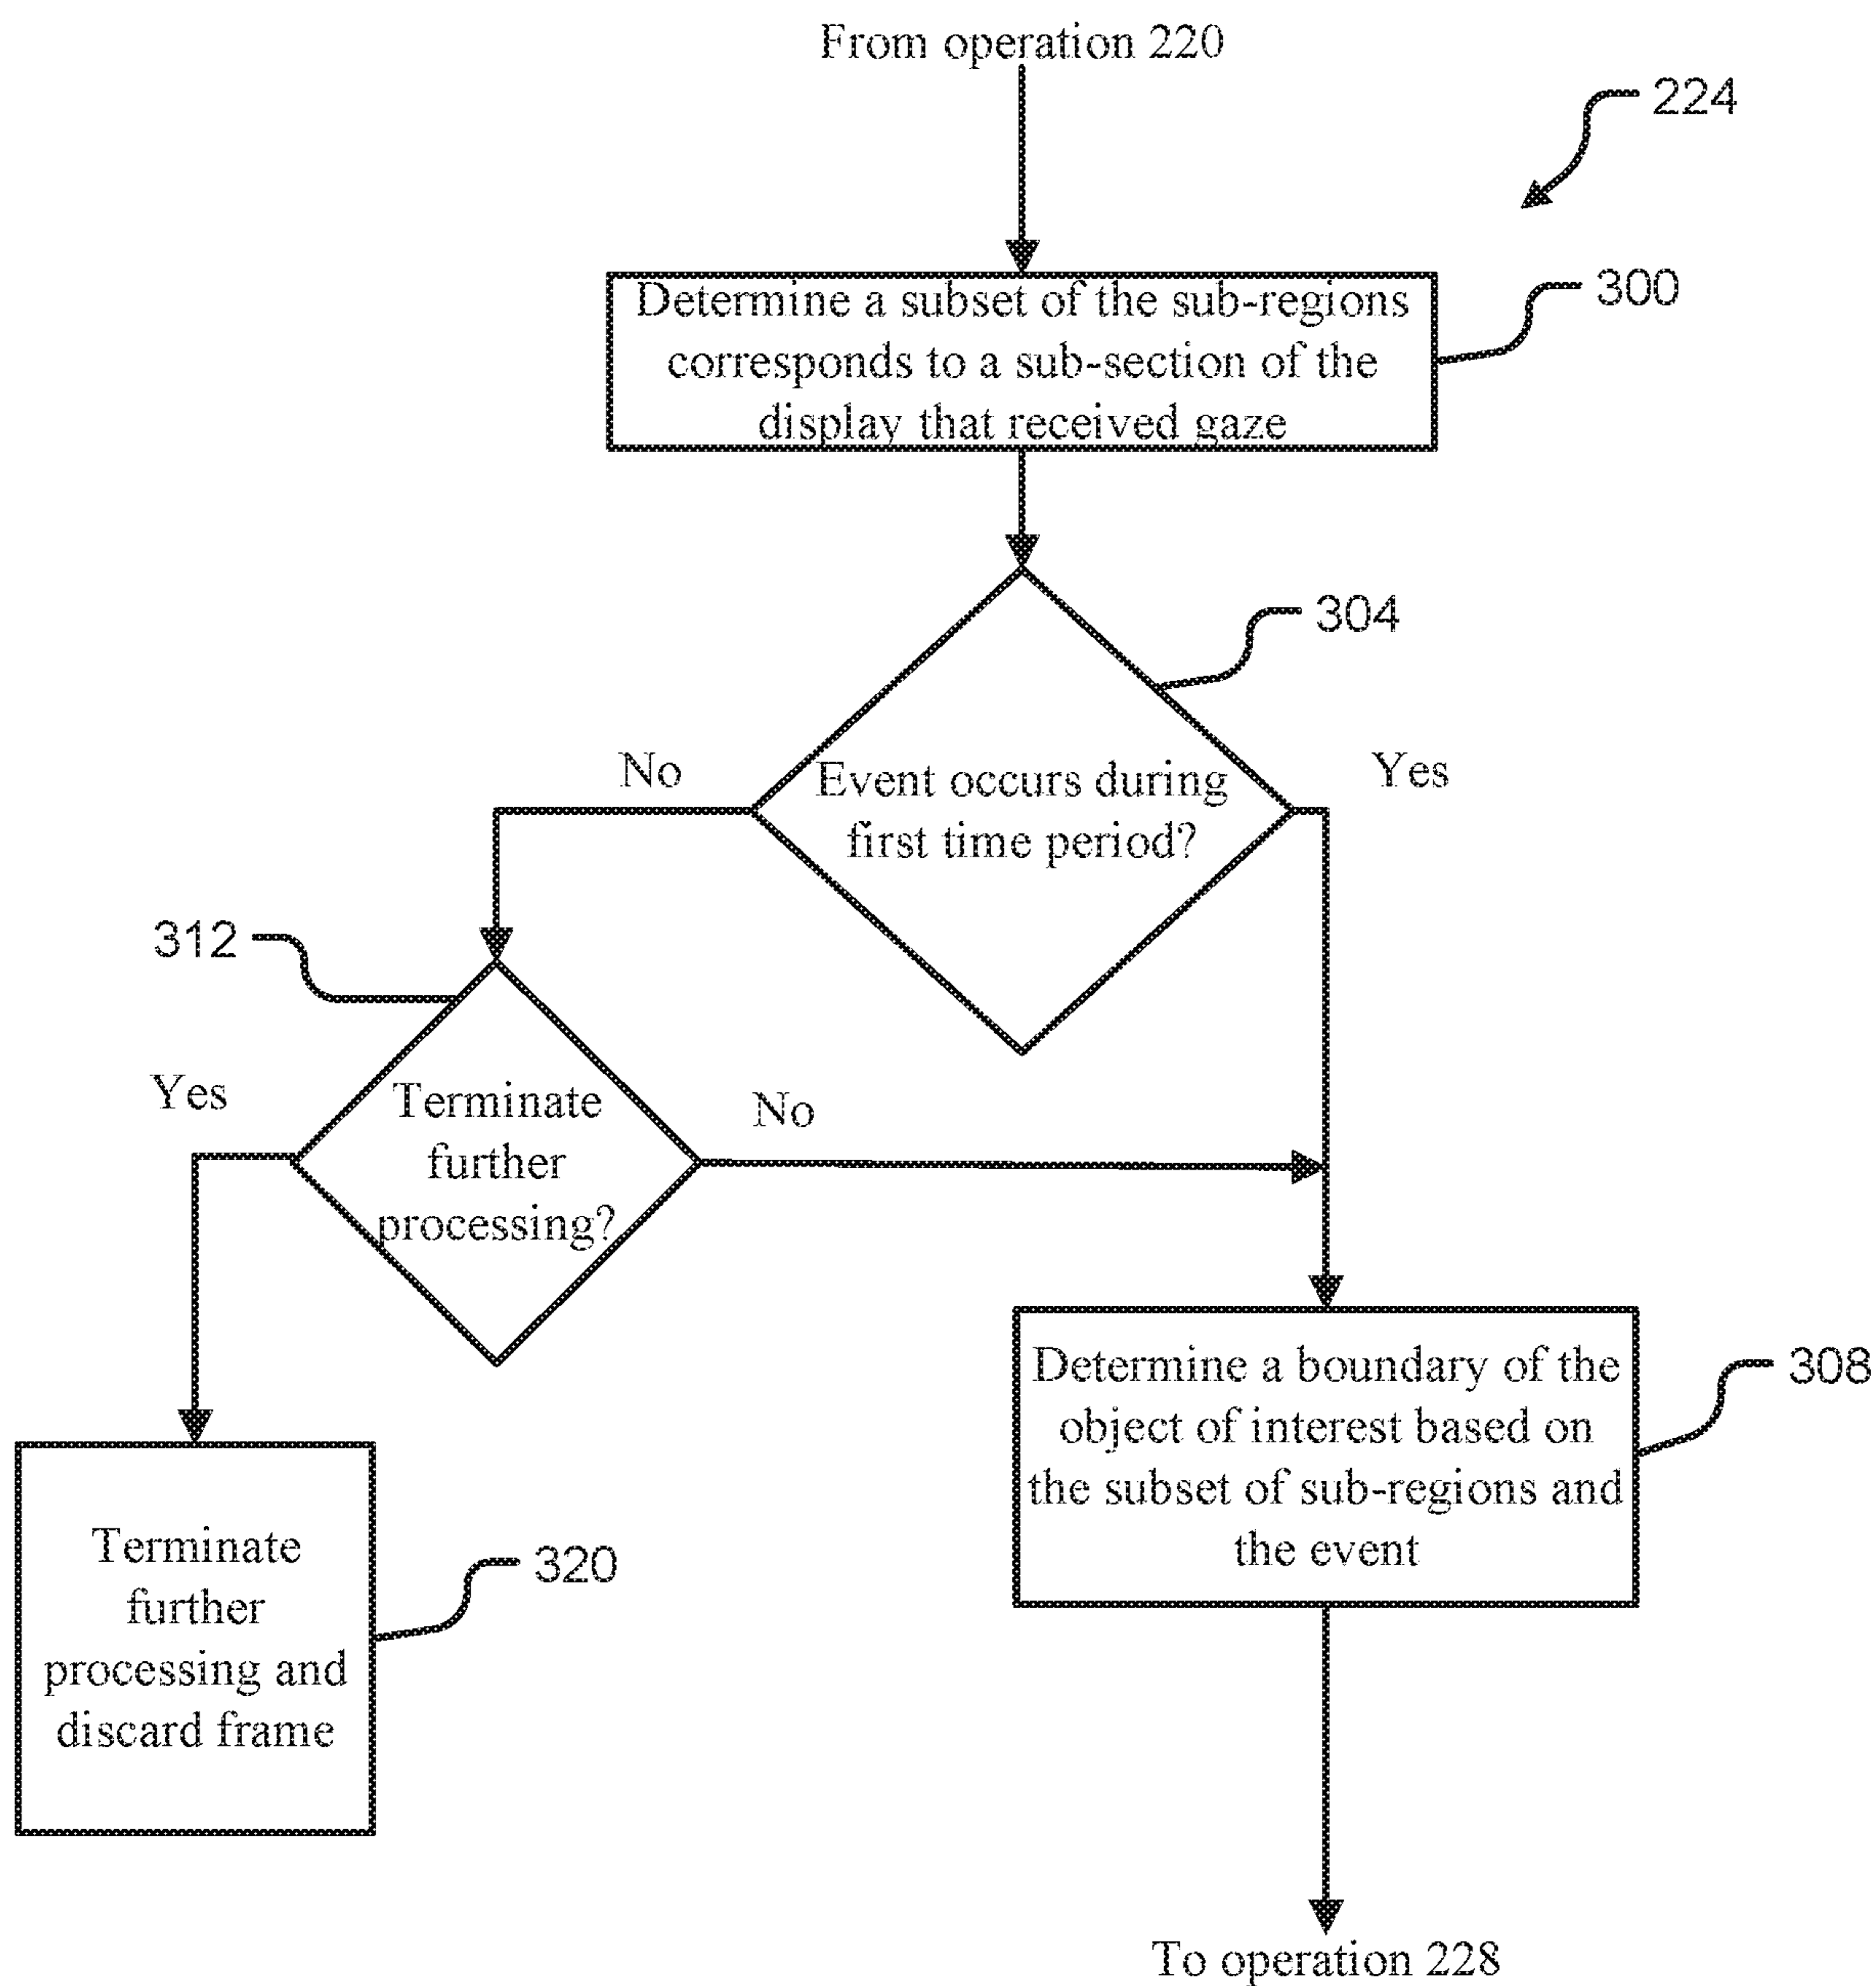 From operation 220
224
Determine a subset of the sub-regions
corresponds to a sub-section of the
display that received gaze
300
304
No
Yes
Event occurs during
first time period?
312
Yes
Terminate
further
processing?
No
Determine a boundary of the
object of interest based on
the subset of sub-regions and
the event
308
Terminate
further
processing and
discard frame
320
To operation 228